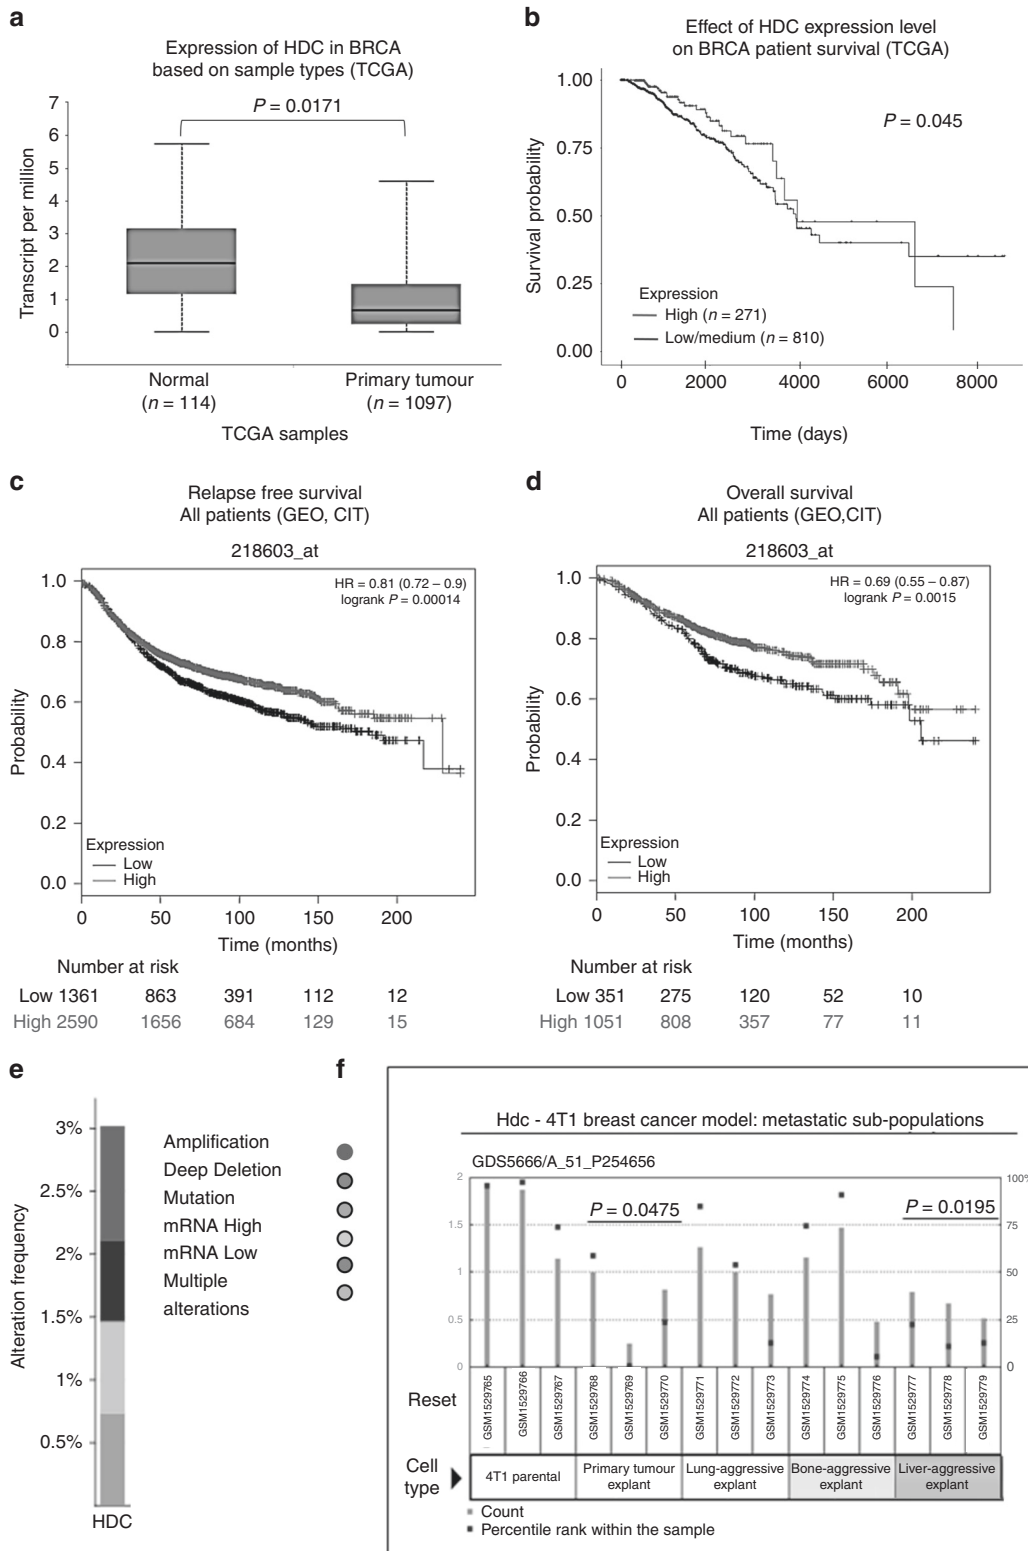 a
Expression of HDC in BRCA
based on sample types (TCGA)
P = 0.0171
Transcript per million
7
6
5
4
3
2
1
0
Normal
(n = 114)
Primary tumour
(n = 1097)
TCGA samples
b
Effect of HDC expression level
on BRCA patient survival (TCGA)
P = 0.045
Survival probability
1.00
0.75
0.50
0.25
0.00
Expression
High (n = 271)
Low/medium (n = 810)
0 2000 4000 6000 8000
Time (days)
c
Relapse free survival
All patients (GEO, CIT)
218603_at
HR = 0.81 (0.72 – 0.9)
logrank P = 0.00014
Probability
1.0
0.8
0.6
0.4
0.2
0.0
Expression
Low
High
0 50 100 150 200
Time (months)
Number at risk
Low 1361 863 391 112 12
High 2590 1656 684 129 15
d
Overall survival
All patients (GEO,CIT)
218603_at
HR = 0.69 (0.55 – 0.87)
logrank P = 0.0015
Probability
1.0
0.8
0.6
0.4
0.2
0.0
Expression
Low
High
0 50 100 150 200
Time (months)
Number at risk
Low 351 275 120 52 10
High 1051 808 357 77 11
e
Alteration frequency
3%
2.5%
2%
1.5%
1%
0.5%
HDC
Amplification
Deep Deletion
Mutation
mRNA High
mRNA Low
Multiple
alterations
f
Hdc - 4T1 breast cancer model: metastatic sub-populations
GDS5666/A_51_P254656
2
1.5
1
0.5
0
P = 0.0475
P = 0.0195
100%
75
50
25
0
Reset
GSM1529765
GSM1529766
GSM1529767
GSM1529768
GSM1529769
GSM1529770
GSM1529771
GSM1529772
GSM1529773
GSM1529774
GSM1529775
GSM1529776
GSM1529777
GSM1529778
GSM1529779
Cell
type
4T1 parental
Primary tumour
explant
Lung-aggressive
explant
Bone-aggressive
explant
Liver-aggressive
explant
Count
Percentile rank within the sample